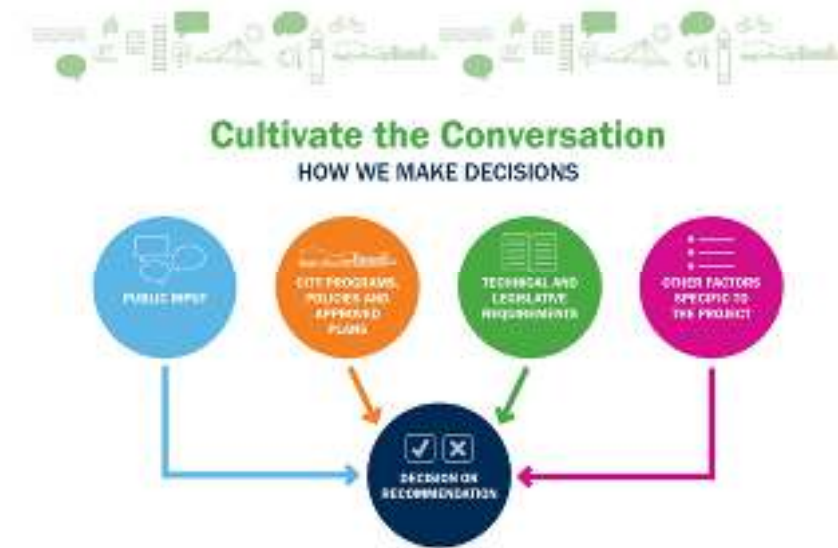 Cultivate the Conversation
HOW WE MAKE DECISIONS
PUBLIC INPUT
CITY PROGRAMS,
POLICIES AND
APPROVED
PLANS
TECHNICAL AND
LEGISLATIVE
REQUIREMENTS
OTHER FACTORS
SPECIFIC TO
THE PROJECT
DECISION OR
RECOMMENDATION